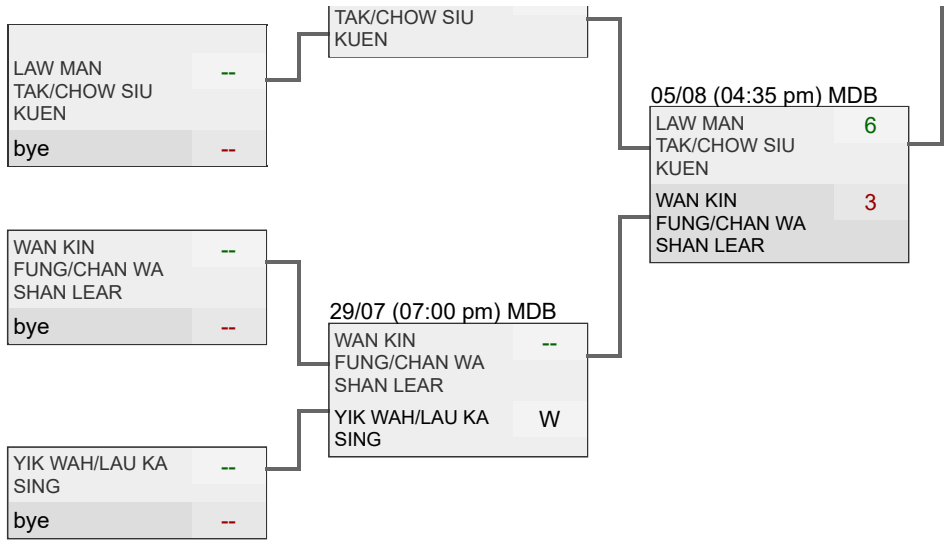 TAK/CHOW SIU
KUEN
LAW MAN --
TAK/CHOW SIU
KUEN
bye --
05/08 (04:35 pm) MDB
LAW MAN 6
TAK/CHOW SIU
KUEN
WAN KIN 3
FUNG/CHAN WA
SHAN LEAR
WAN KIN --
FUNG/CHAN WA
SHAN LEAR
bye --
29/07 (07:00 pm) MDB
WAN KIN --
FUNG/CHAN WA
SHAN LEAR
YIK WAH/LAU KA W
SING
YIK WAH/LAU KA --
SING
bye --